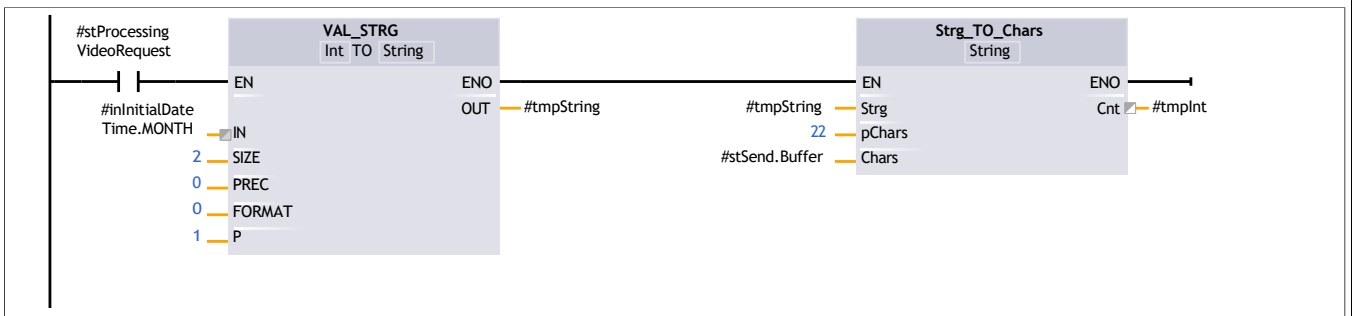 #stProcessing
VideoRequest
VAL_STRG
Int TO String
EN
ENO
#inInitialDate
Time.MONTH
IN
OUT
#tmpString
2
SIZE
0
PREC
0
FORMAT
1
P
Strg_TO_Chars
String
EN
ENO
#tmpString
Strg
Cnt
#tmpInt
22
pChars
#stSend.Buffer
Chars